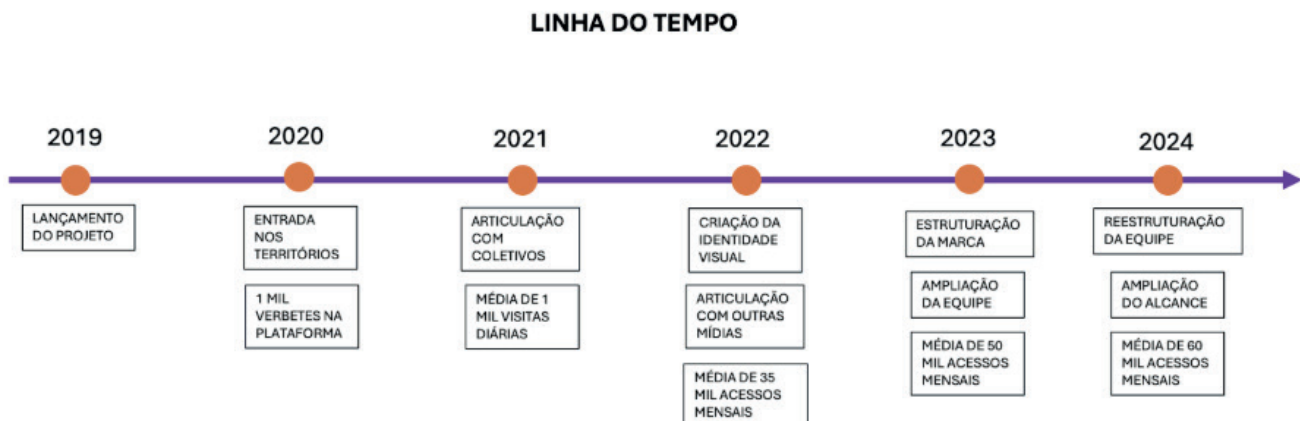 LINHA DO TEMPO
2019
LANÇAMENTO
DO PROJETO
2020
ENTRADA
NOS
TERRITÓRIOS
1 MIL
VERBETES NA
PLATAFORMA
2021
ARTICULAÇÃO
COM
COLETIVOS
MÉDIA DE 1
MIL VISITAS
DIÁRIAS
2022
CRIAÇÃO DA
IDENTIDADE
VISUAL
ARTICULAÇÃO
COM OUTRAS
MÍDIAS
MÉDIA DE 35
MIL ACESSOS
MENSAIS
2023
ESTRUTURAÇÃO
DA MARCA
AMPLIAÇÃO
DA EQUIPE
MÉDIA DE 50
MIL ACESSOS
MENSAIS
2024
REESTRUTURAÇÃO
DA EQUIPE
AMPLIAÇÃO
DO ALCANCE
MÉDIA DE 60
MIL ACESSOS
MENSAIS